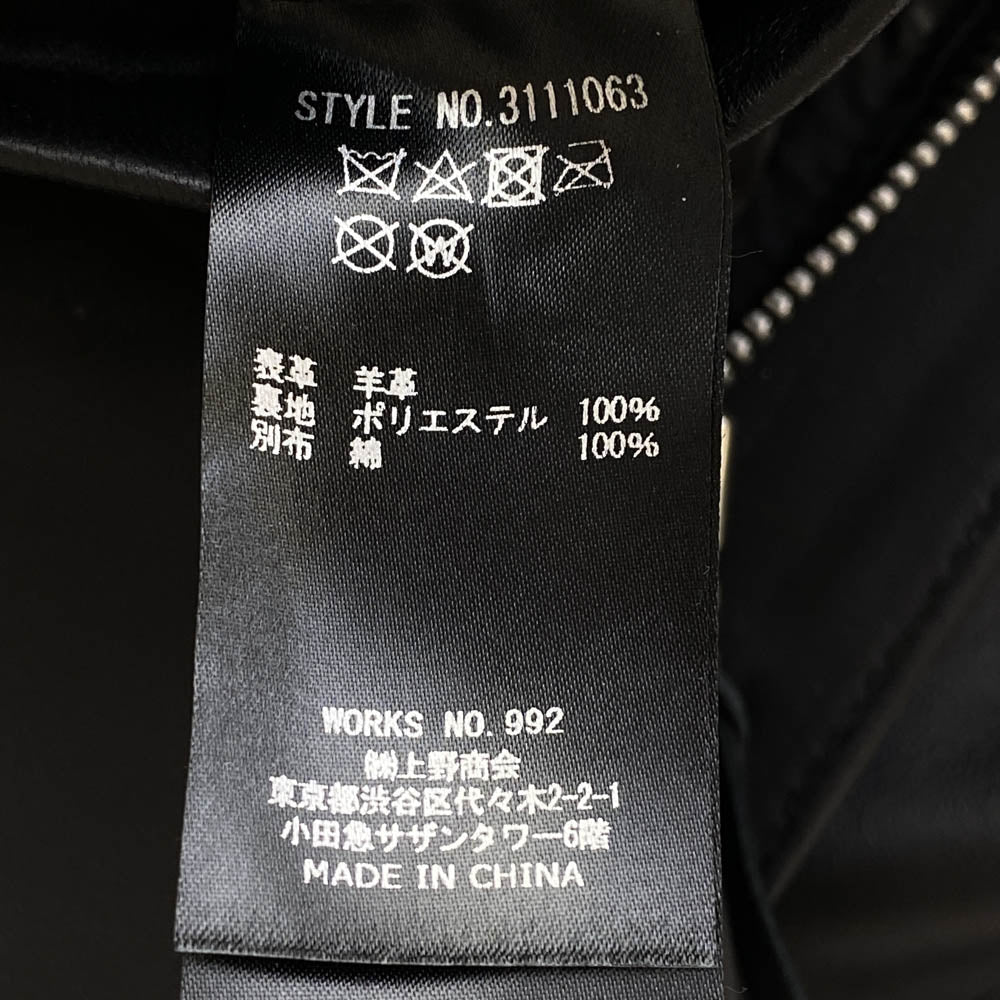 STYLE NO.3111063
W
表革 羊革
裏地 ポリエステル 100%
別布 綿 100%
WORKS NO.992
㈱上野商会
東京都渋谷区代々木2-2-1
小田急サザンタワー6階
MADE IN CHINA